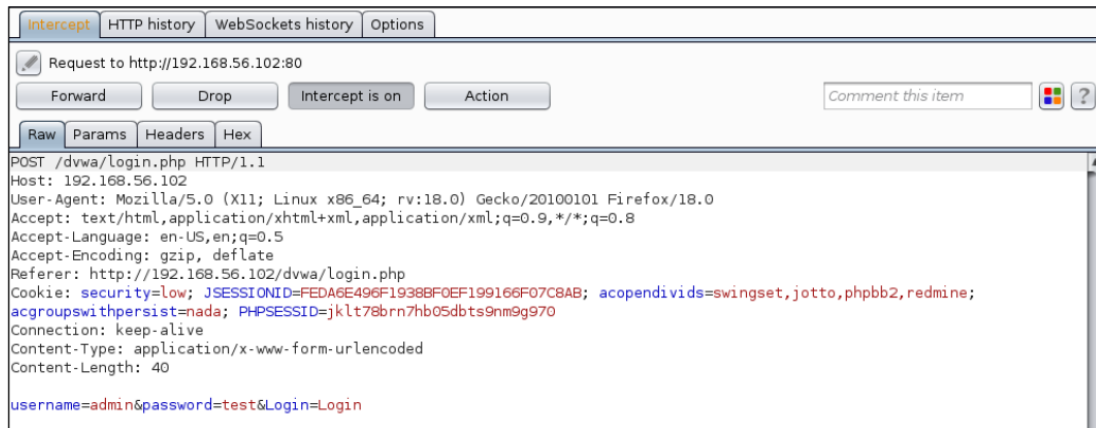 Intercept HTTP history WebSockets history Options
Request to http://192.168.56.102:80
Forward Drop Intercept is on Action Comment this item ?
Raw Params Headers Hex
POST /dvwa/login.php HTTP/1.1
Host: 192.168.56.102
User-Agent: Mozilla/5.0 (X11; Linux x86_64; rv:18.0) Gecko/20100101 Firefox/18.0
Accept: text/html,application/xhtml+xml,application/xml;q=0.9,*/*;q=0.8
Accept-Language: en-US,en;q=0.5
Accept-Encoding: gzip, deflate
Referer: http://192.168.56.102/dvwa/login.php
Cookie: security=low; JSESSIONID=FEDA6E496F1938BF0EF199166F07C8AB; acopendivids=swingset,jotto,phpbb2,redmine;
acgroupswithpersist=nada; PHPSESSID=jklt78brn7hb05dbts9nm9g970
Connection: keep-alive
Content-Type: application/x-www-form-urlencoded
Content-Length: 40
username=admin&password=test&Login=Login